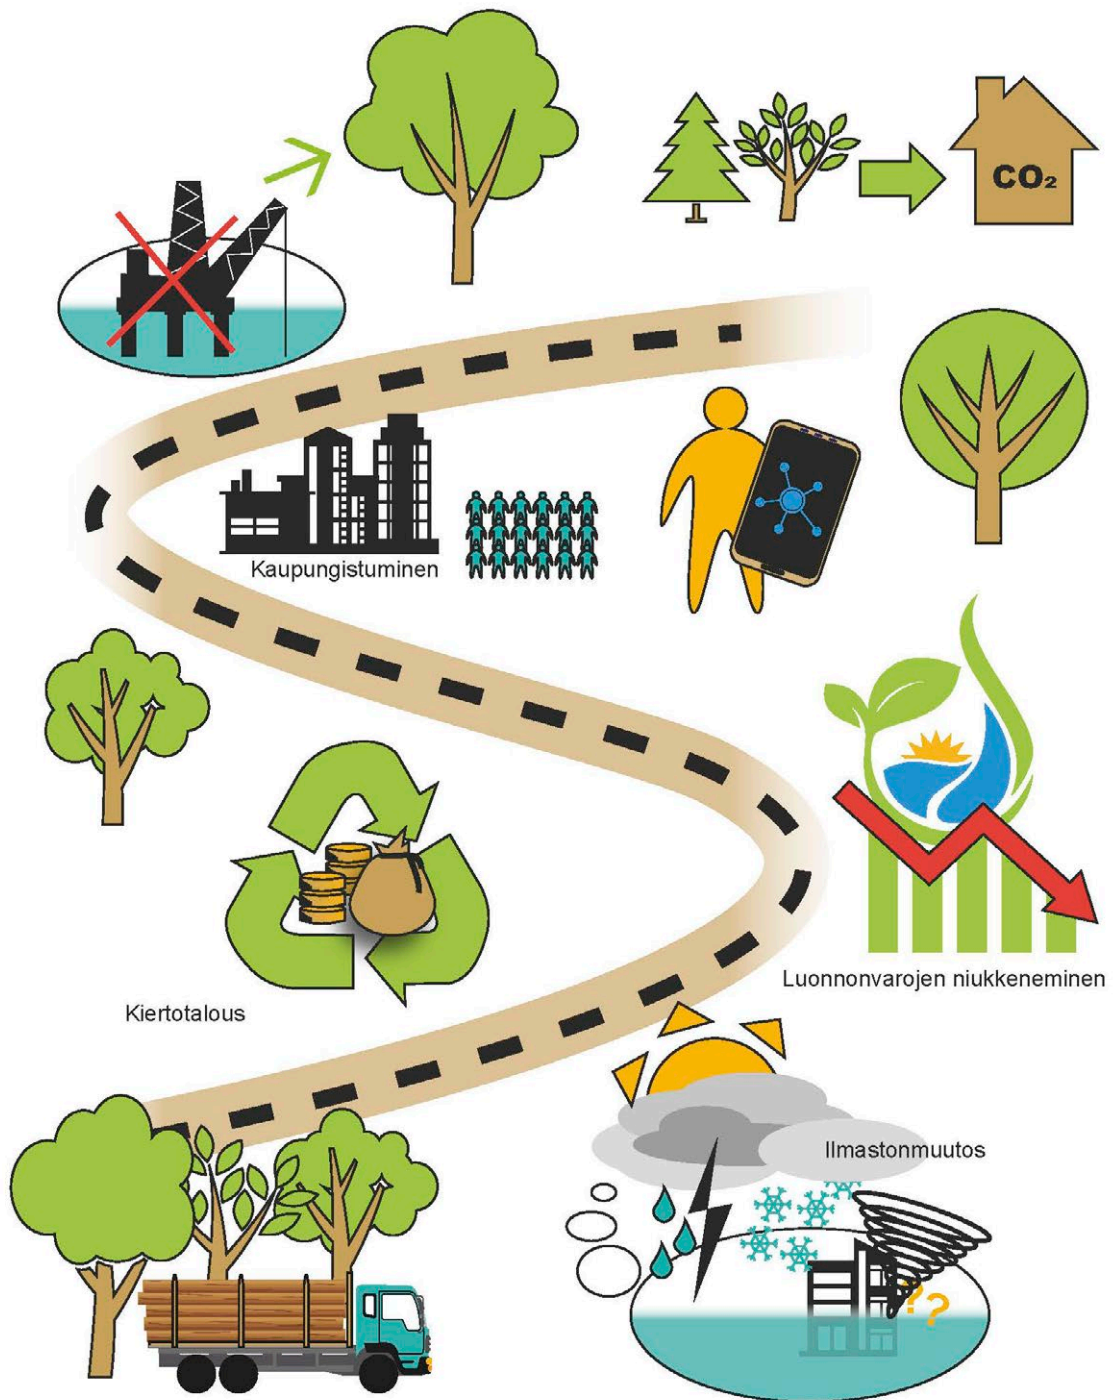 CO₂
Kaupungistuminen
Luonnonvarojen niukkeneminen
Kiertotalous
Ilmastonmuutos
??